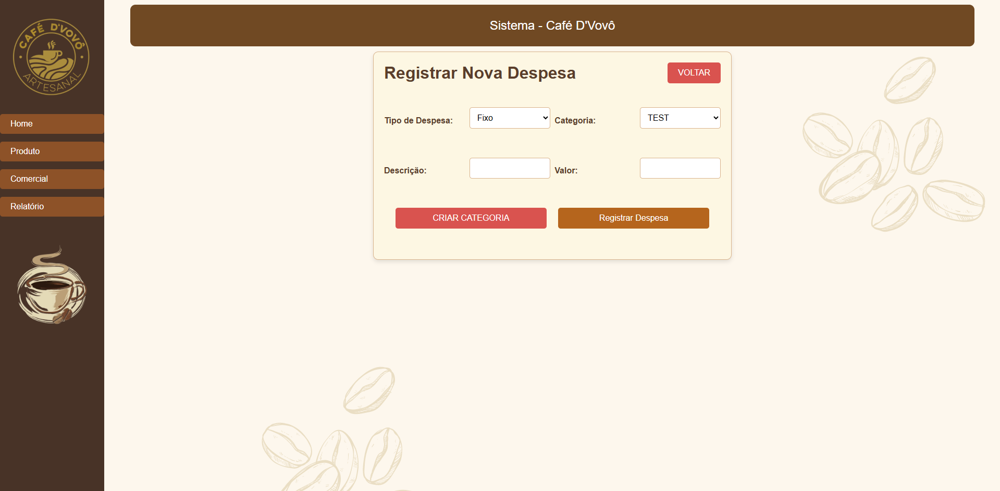 CAFÉ D'VOVÔ
ARTESANAL
Home
Produto
Comercial
Relatório
Sistema - Café D'Vovô
Registrar Nova Despesa
VOLTAR
Tipo de Despesa: Fixo Categoria: TEST
Descrição: Valor:
CRIAR CATEGORIA Registrar Despesa